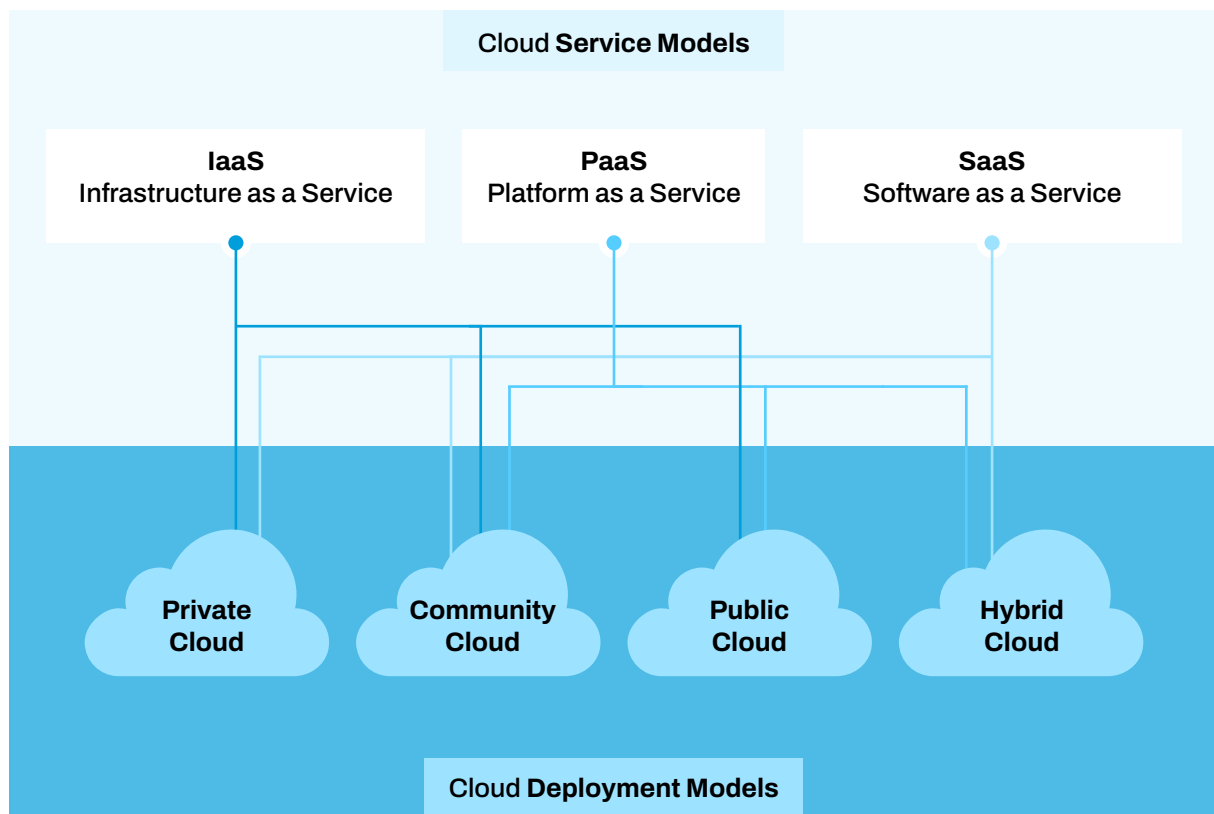 Cloud Service Models
IaaS
Infrastructure as a Service
PaaS
Platform as a Service
SaaS
Software as a Service
Private
Cloud
Community
Cloud
Public
Cloud
Hybrid
Cloud
Cloud Deployment Models